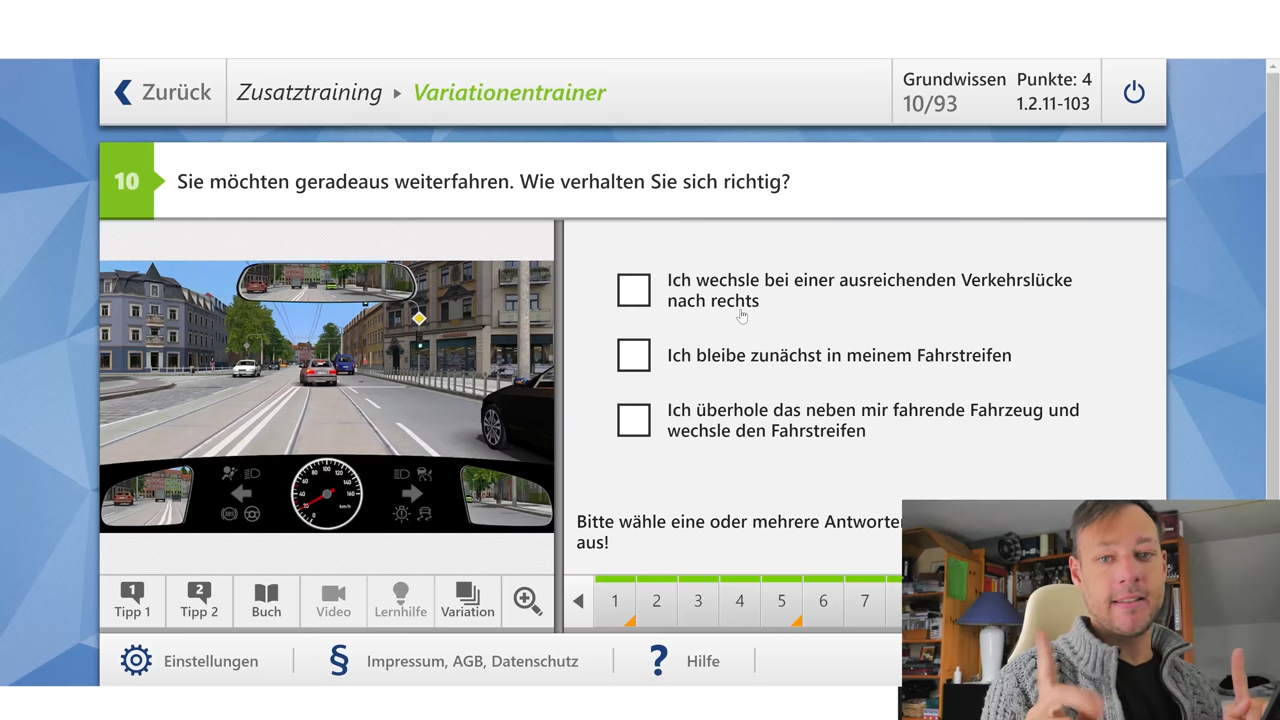 Zurück
Zusatztraining ▸ Variationentrainer
Grundwissen Punkte: 4
10/93 1.2.11-103
10
Sie möchten geradeaus weiterfahren. Wie verhalten Sie sich richtig?
Ich wechsle bei einer ausreichenden Verkehrslücke
nach rechts
Ich bleibe zunächst in meinem Fahrstreifen
Ich überhole das neben mir fahrende Fahrzeug und
wechsle den Fahrstreifen
Bitte wähle eine oder mehrere Antworten
aus!
1 2 3 4 5 6 7
1 2
Tipp 1 Tipp 2 Buch Video Lernhilfe Variation
Einstellungen § Impressum, AGB, Datenschutz ? Hilfe